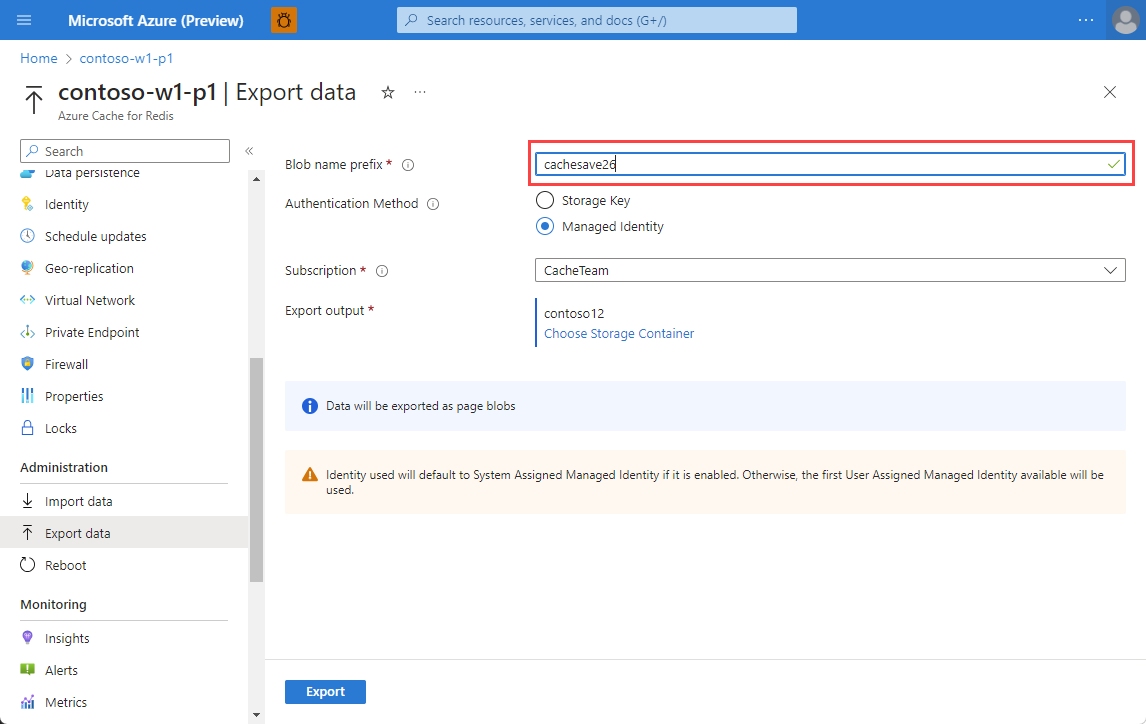 Microsoft Azure (Preview)
Search resources, services, and docs (G+/)
Home > contoso-w1-p1
contoso-w1-p1 | Export data
Azure Cache for Redis
Search
Data persistence
Identity
Schedule updates
Geo-replication
Virtual Network
Private Endpoint
Firewall
Properties
Locks
Administration
Import data
Export data
Reboot
Monitoring
Insights
Alerts
Metrics
Blob name prefix *
cachesave26
Authentication Method
Storage Key
Managed Identity
Subscription *
CacheTeam
Export output *
contoso12
Choose Storage Container
Data will be exported as page blobs
Identity used will default to System Assigned Managed Identity if it is enabled. Otherwise, the first User Assigned Managed Identity available will be
used.
Export